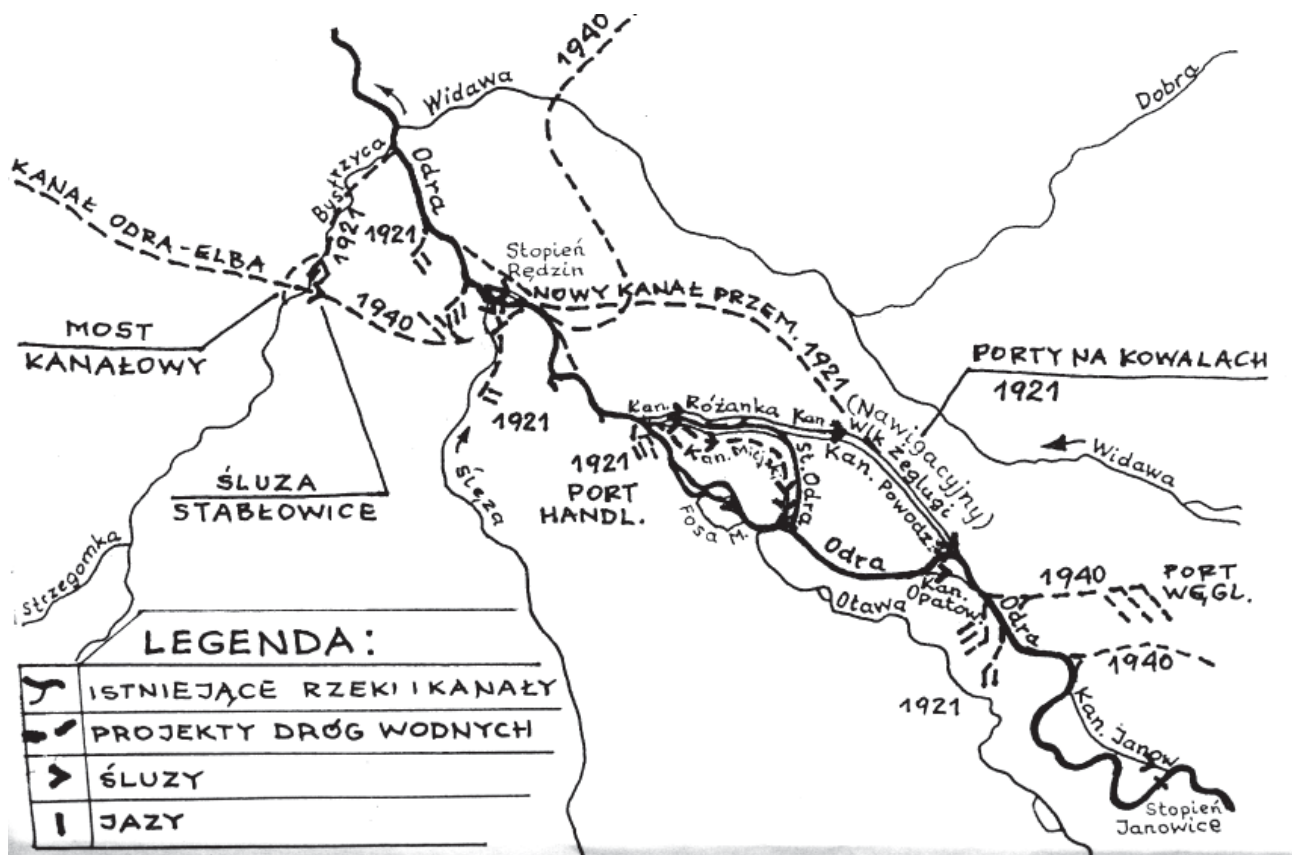 1940
Widawa
Dobra
Bystrzyca
Odra
KANAŁ ODRA-ELBA
1921
1921
Stopień
Rędzin
NOWY KANAŁ PRZEM. 1921
(Nawigacyjny)
1940
MOST
KANAŁOWY
PORTY NA KOWALACH
1921
Kan. Różanka Kan.
Wlk żeglugi
1921
Kan. Miejsk.
St. Odra
Kan. Powodz.
Widawa
1921
PORT
HANDL.
ŚLUZA
STABŁOWICE
Ślęza
Fosa M.
Odra
Strzegomka
Kan.
Opatow.
Oława
Odra
1940
PORT
WĘGL.
1940
1921
Kan. Janow.
Stopień
Janowice
LEGENDA:
ISTNIEJĄCE RZEKI I KANAŁY
PROJEKTY DRÓG WODNYCH
ŚLUZY
JAZY